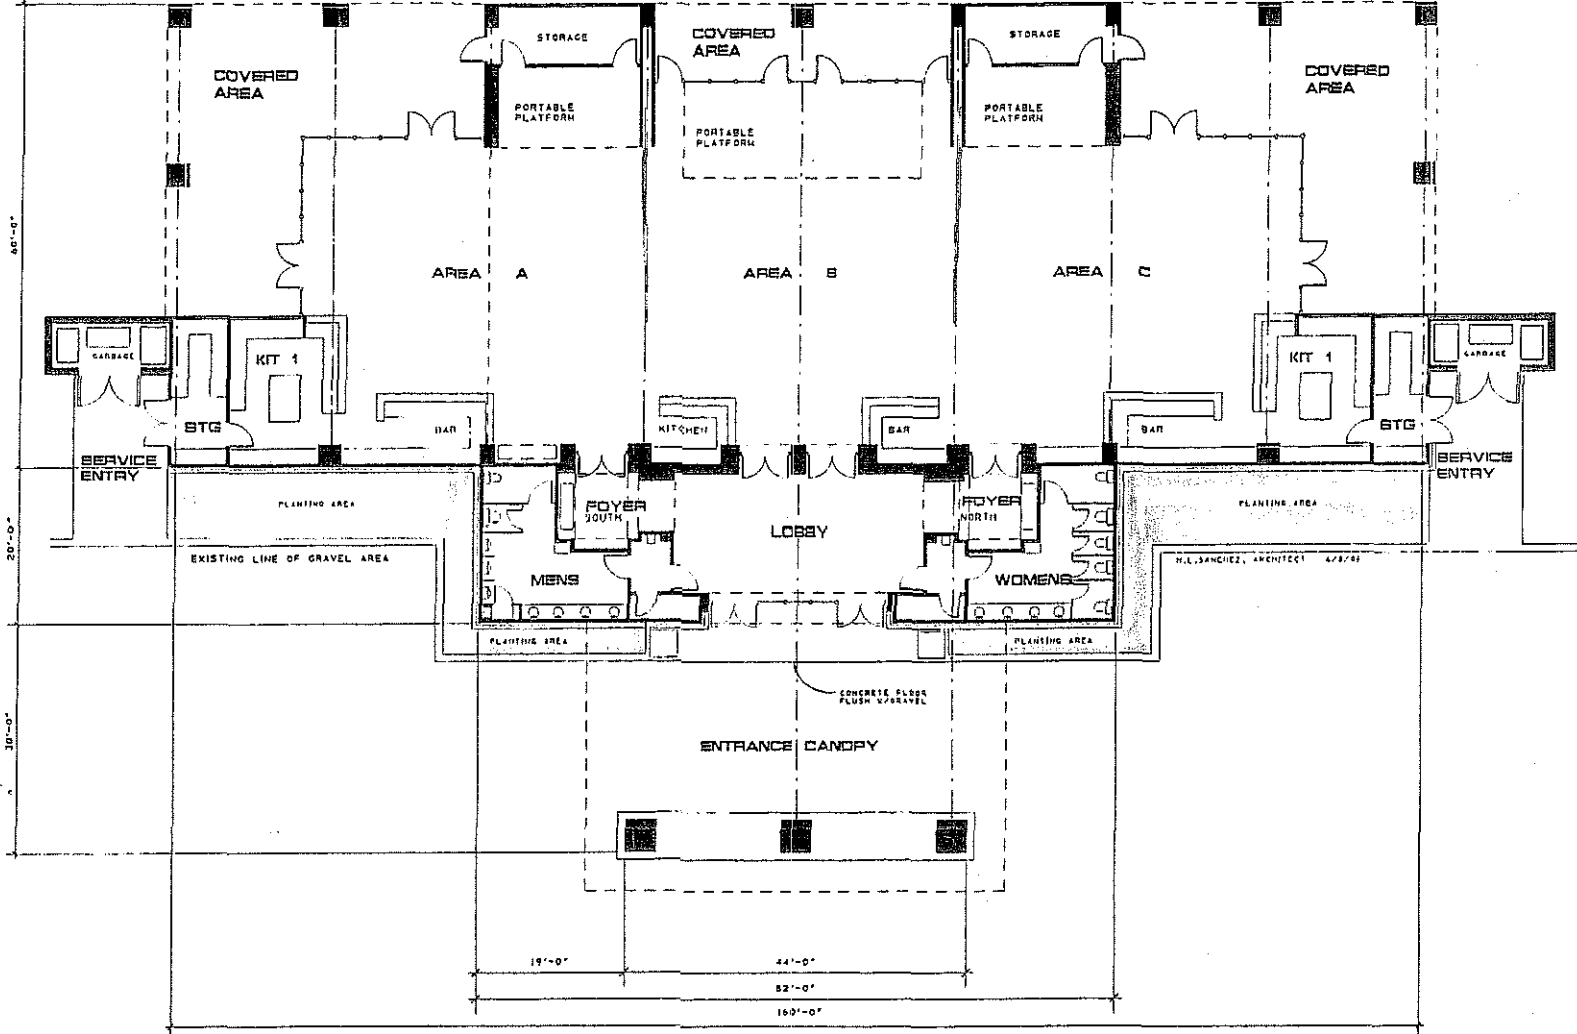 STORAGE
COVERED
AREA
STORAGE
COVERED
AREA
COVERED
AREA
PORTABLE
PLATFORM
PORTABLE
PLATFORM
PORTABLE
PLATFORM
60'-0"
AREA A
AREA B
AREA C
GARBAGE
KIT 1
KIT 1
GARBAGE
STG
BAR
KITCHEN
BAR
BAR
STG
SERVICE
ENTRY
SERVICE
ENTRY
PLANTING AREA
FOYER
SOUTH
FOYER
NORTH
PLANTING AREA
LOBBY
20'-0"
EXISTING LINE OF GRAVEL AREA
H.L.SANCHEZ, ARCHITECT
MENS
WOMENS
PLANTING AREA
PLANTING AREA
CONCRETE FLOOR
FLUSH W/GRAVEL
30'-0"
ENTRANCE CANOPY
19'-0"
44'-0"
82'-0"
160'-0"